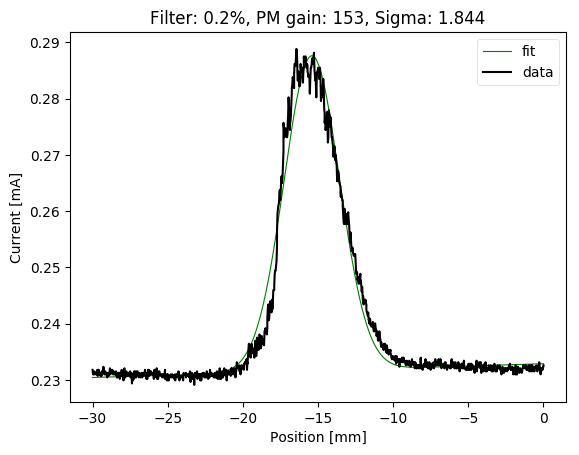 Filter: 0.2%, PM gain: 153, Sigma: 1.844
fit
data
0.29
0.28
0.27
0.26
0.25
0.24
0.23
Current [mA]
−30
−25
−20
−15
−10
−5
0
Position [mm]